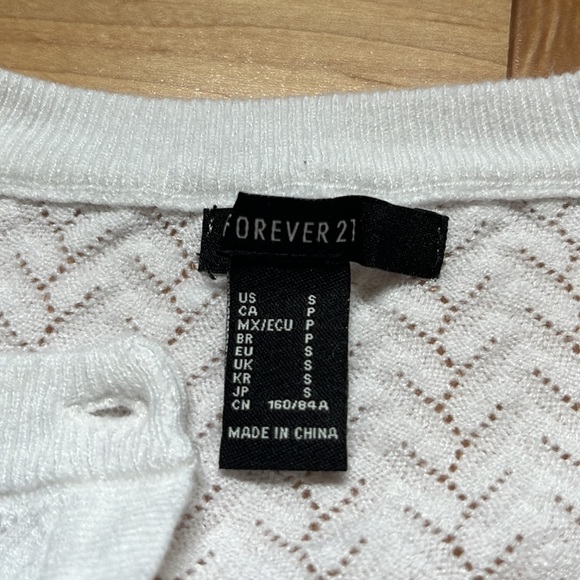 FOREVER 21
US S
CA P
MX/ECU P
BR P
EU S
UK S
KR S
JP S
CN 160/84A
MADE IN CHINA